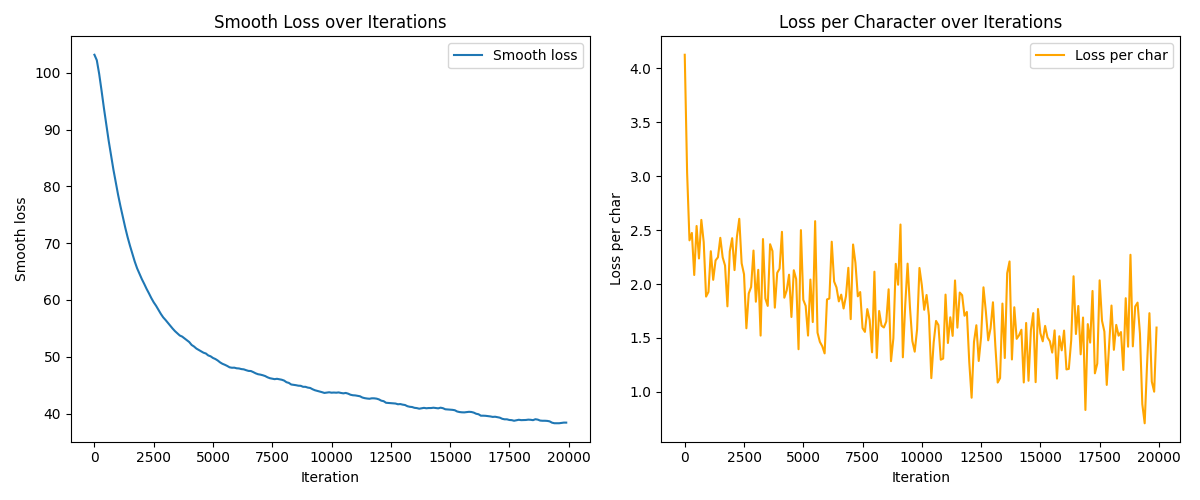 Smooth Loss over Iterations
Smooth loss
100
90
80
70
60
50
40
Smooth loss
0 2500 5000 7500 10000 12500 15000 17500 20000
Iteration
Loss per Character over Iterations
Loss per char
4.0
3.5
3.0
2.5
2.0
1.5
1.0
Loss per char
0 2500 5000 7500 10000 12500 15000 17500 20000
Iteration